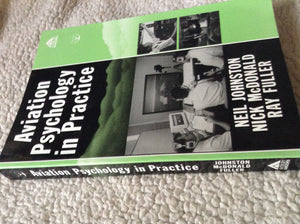 Aviation
Psychology
in Practice
NEIL JOHNSTON
NICK McDONALD
RAY FULLER
Aviation Psychology in Practice
JOHNSTON
McDONALD
FULLER